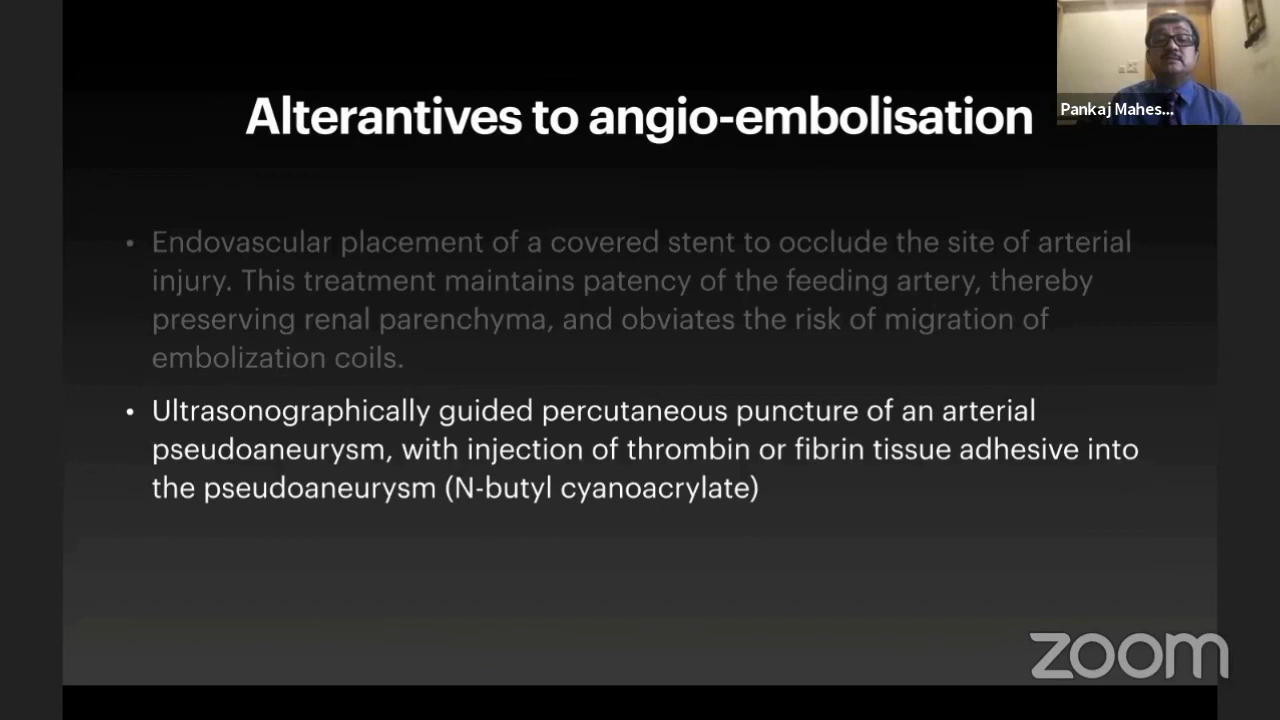 Alterantives to angio-embolisation
Pankaj Mahes...
• Endovascular placement of a covered stent to occlude the site of arterial
injury. This treatment maintains patency of the feeding artery, thereby
preserving renal parenchyma, and obviates the risk of migration of
embolization coils.
• Ultrasonographically guided percutaneous puncture of an arterial
pseudoaneurysm, with injection of thrombin or fibrin tissue adhesive into
the pseudoaneurysm (N-butyl cyanoacrylate)
zoom